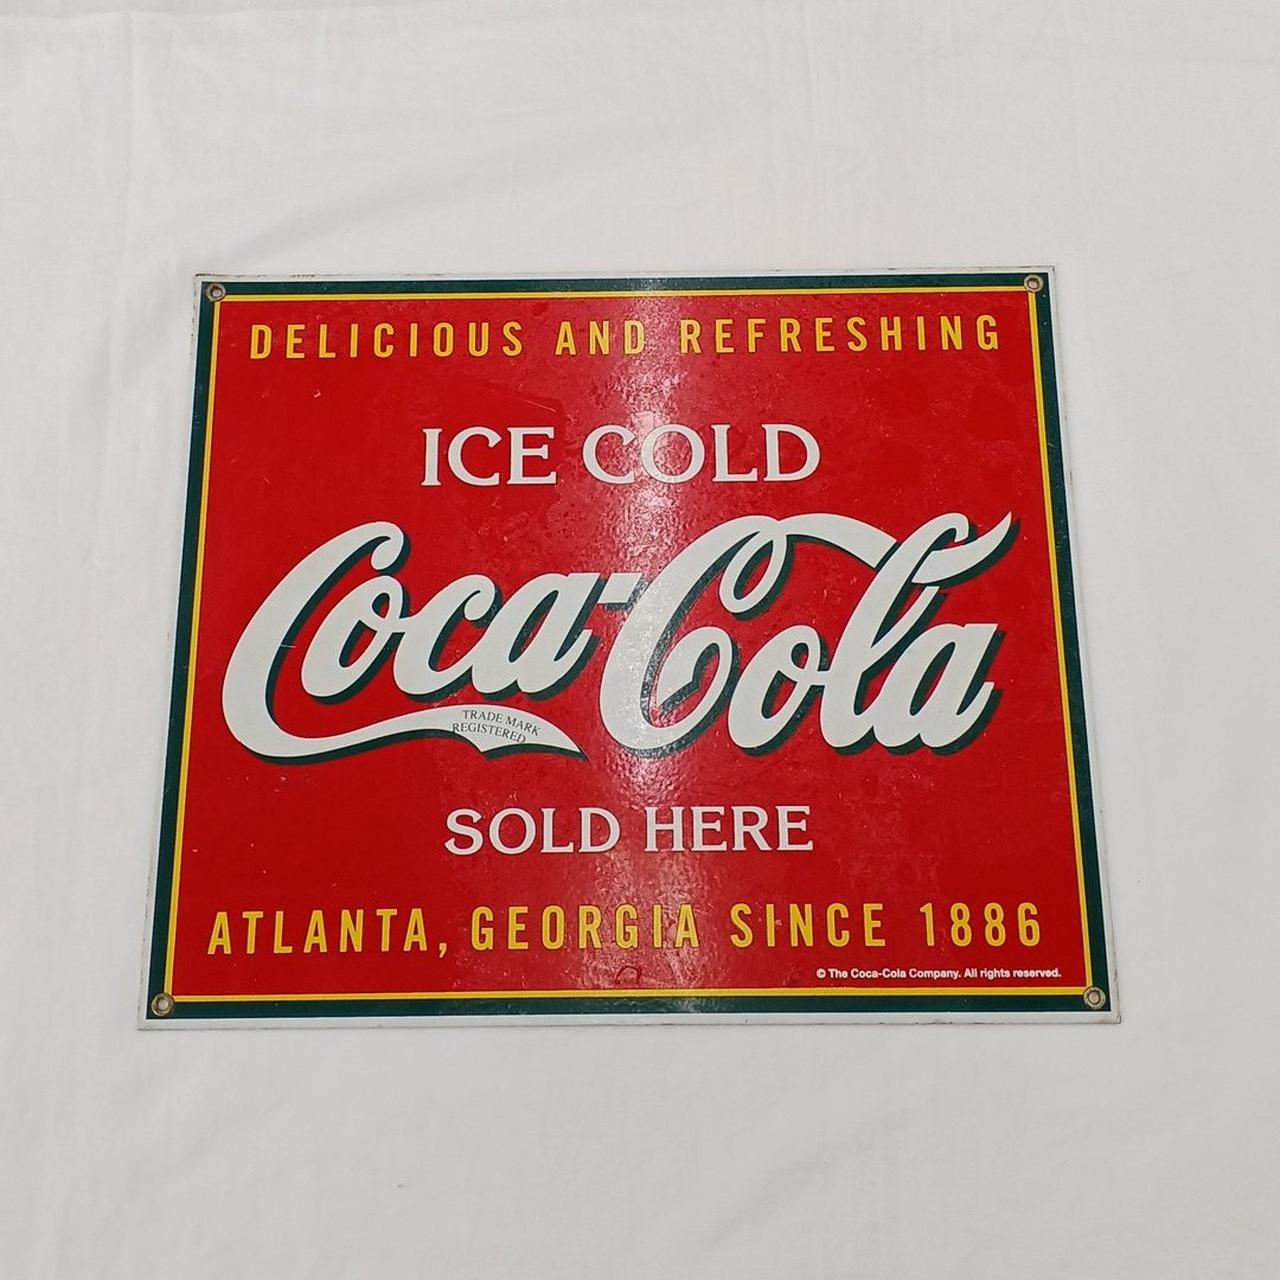 DELICIOUS AND REFRESHING
ICE COLD
Coca-Cola
TRADE MARK
REGISTERED
SOLD HERE
ATLANTA, GEORGIA SINCE 1886
© The Coca-Cola Company. All rights reserved.